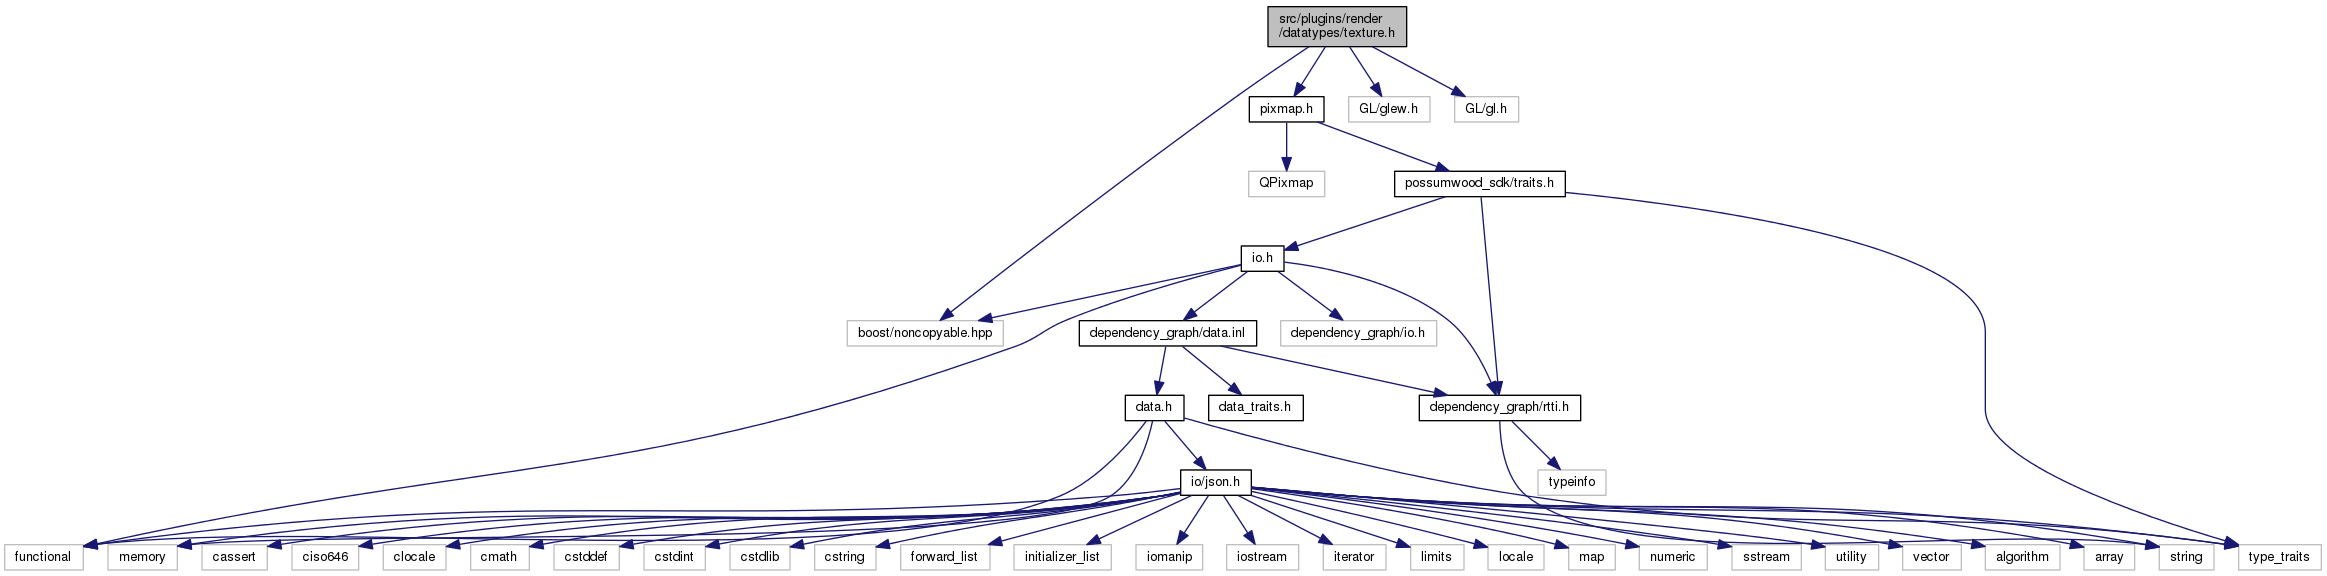 src/plugins/render
/datatypes/texture.h
pixmap.h
GL/glew.h
GL/gl.h
QPixmap
possumwood_sdk/traits.h
io.h
boost/noncopyable.hpp
dependency_graph/data.inl
dependency_graph/io.h
data.h
data_traits.h
dependency_graph/rtti.h
io/json.h
typeinfo
functional
memory
cassert
ciso646
clocale
cmath
cstddef
cstdint
cstdlib
cstring
forward_list
initializer_list
iomanip
iostream
iterator
limits
locale
map
numeric
sstream
utility
vector
algorithm
array
string
type_traits